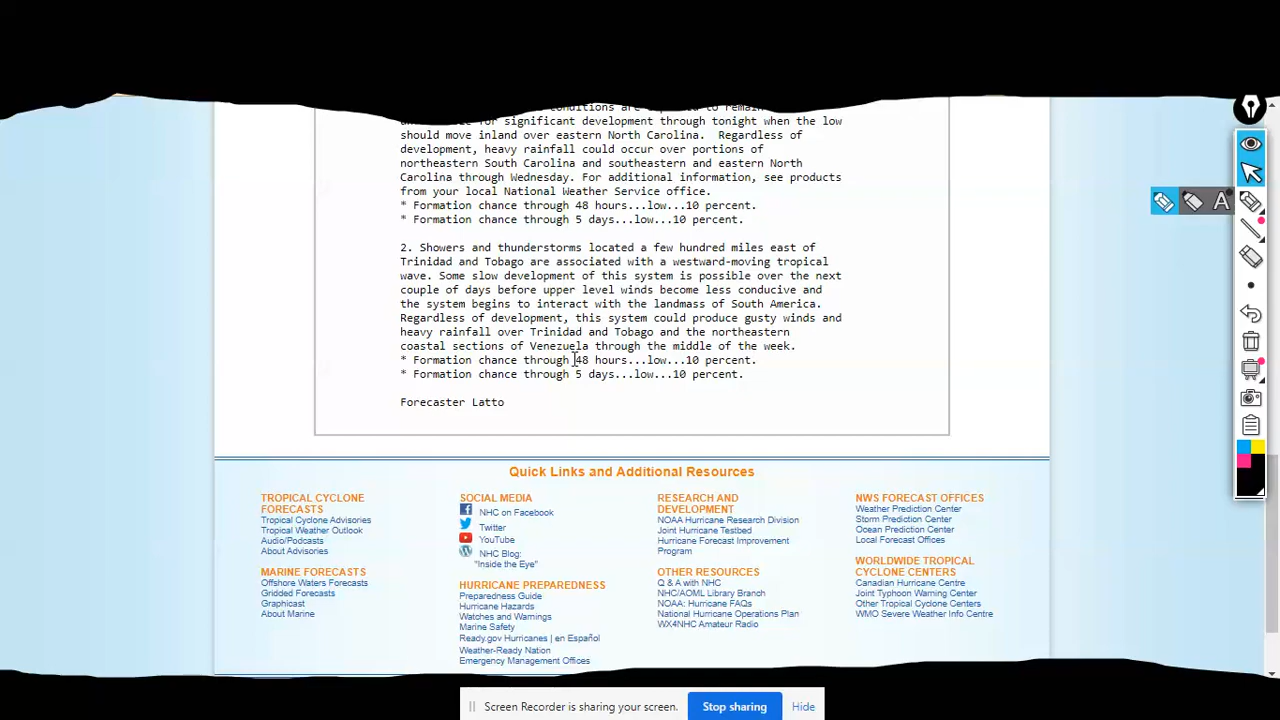 conditions are
for significant development through tonight when the low
should move inland over eastern North Carolina.  Regardless of
development, heavy rainfall could occur over portions of
northeastern South Carolina and southeastern and eastern North
Carolina through Wednesday. For additional information, see products
from your local National Weather Service office.
* Formation chance through 48 hours...low...10 percent.
* Formation chance through 5 days...low...10 percent.
2. Showers and thunderstorms located a few hundred miles east of
Trinidad and Tobago are associated with a westward-moving tropical
wave. Some slow development of this system is possible over the next
couple of days before upper level winds become less conducive and
the system begins to interact with the landmass of South America.
Regardless of development, this system could produce gusty winds and
heavy rainfall over Trinidad and Tobago and the northeastern
coastal sections of Venezuela through the middle of the week.
* Formation chance through 48 hours...low...10 percent.
* Formation chance through 5 days...low...10 percent.
Forecaster Latto
Quick Links and Additional Resources
TROPICAL CYCLONE
FORECASTS
Tropical Cyclone Advisories
Tropical Weather Outlook
Audio/Podcasts
About Advisories
MARINE FORECASTS
Offshore Waters Forecasts
Gridded Forecasts
Graphicast
About Marine
SOCIAL MEDIA
NHC on Facebook
Twitter
YouTube
NHC Blog:
"Inside the Eye"
HURRICANE PREPAREDNESS
Preparedness Guide
Hurricane Hazards
Watches and Warnings
Marine Safety
Ready.gov Hurricanes | en Español
Weather-Ready Nation
Emergency Management Offices
RESEARCH AND
DEVELOPMENT
NOAA Hurricane Research Division
Joint Hurricane Testbed
Hurricane Forecast Improvement
Program
OTHER RESOURCES
Q & A with NHC
NHC/AOML Library Branch
NOAA: Hurricane FAQs
National Hurricane Operations Plan
WX4NHC Amateur Radio
NWS FORECAST OFFICES
Weather Prediction Center
Storm Prediction Center
Ocean Prediction Center
Local Forecast Offices
WORLDWIDE TROPICAL
CYCLONE CENTERS
Canadian Hurricane Centre
Joint Typhoon Warning Center
Other Tropical Cyclone Centers
WMO Severe Weather Info Centre
A
Screen Recorder is sharing your screen.
Stop sharing
Hide